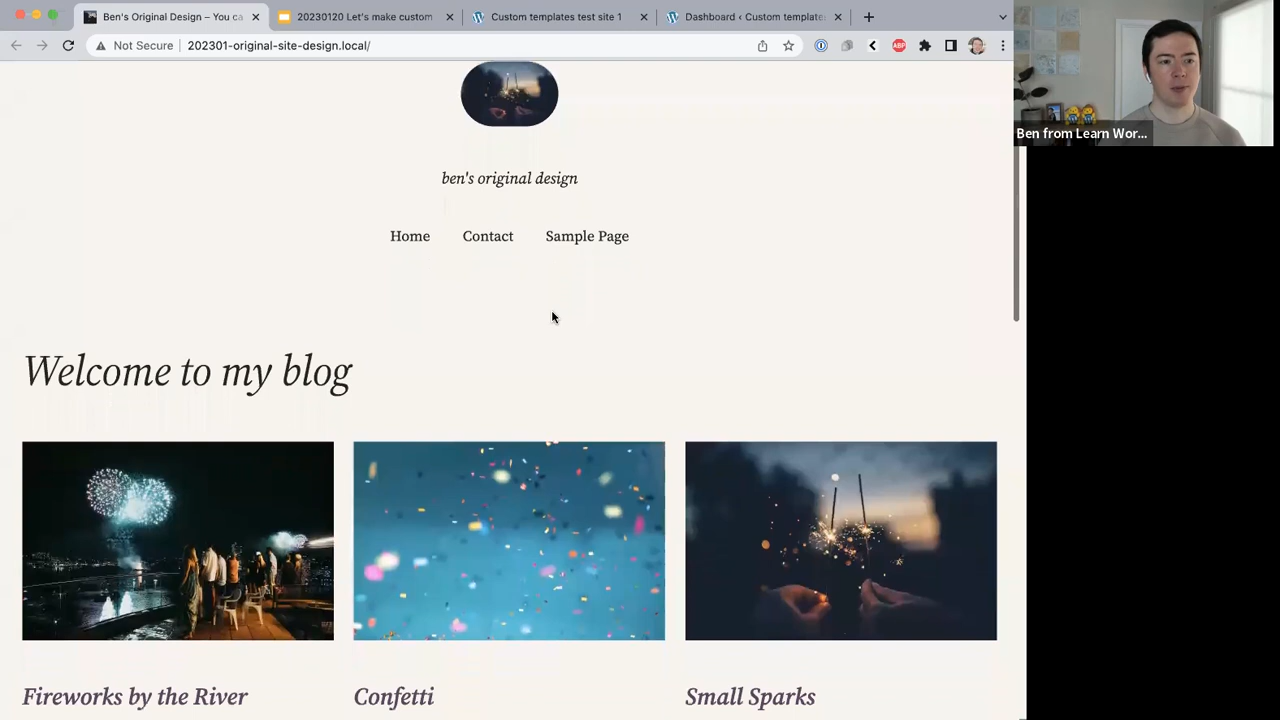 Ben's Original Design – You ca
20230120 Let's make custom
Custom templates test site 1
Dashboard ‹ Custom template
Not Secure
202301-original-site-design.local/
ABP
Ben from Learn Wor...
ben's original design
Home
Contact
Sample Page
Welcome to my blog
Fireworks by the River
Confetti
Small Sparks